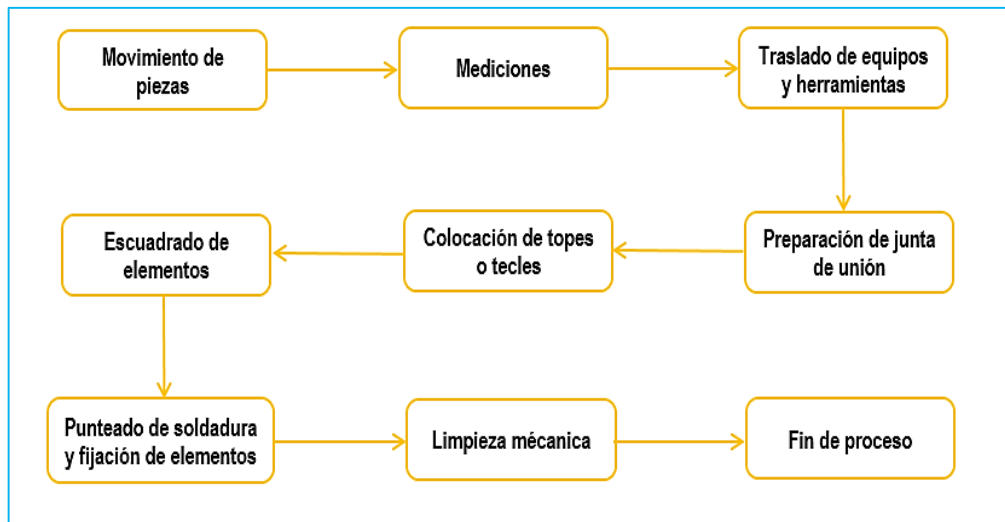 Movimiento de
piezas
Mediciones
Traslado de equipos
y herramientas
Preparación de junta
de unión
Colocación de topes
o tecles
Escuadrado de
elementos
Punteado de soldadura
y fijación de elementos
Limpieza mécanica
Fin de proceso